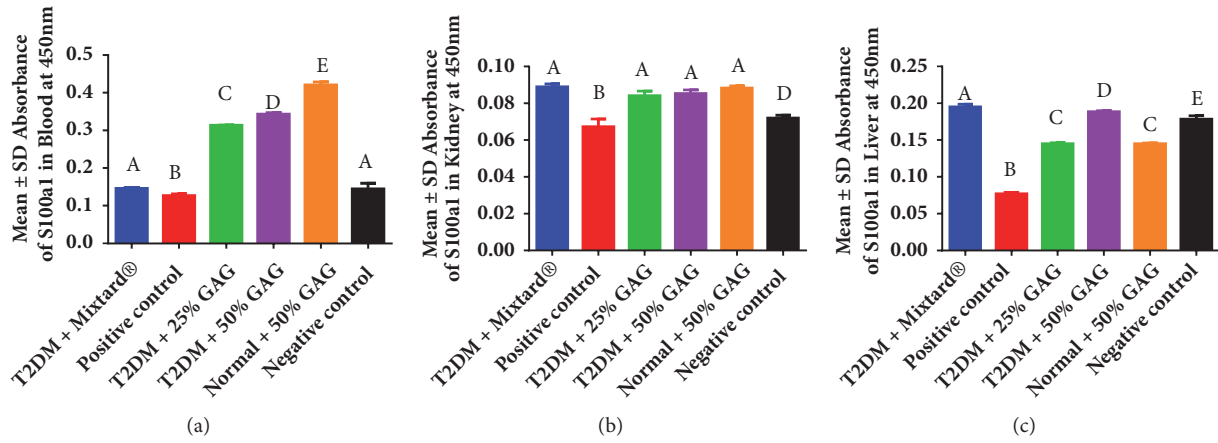 Mean ± SD Absorbance
of S100a1 in Blood at 450nm
0.5
0.4
0.3
0.2
0.1
0.0
A
B
C
D
E
A
T2DM + Mixtard®
Positive control
T2DM + 25% GAG
T2DM + 50% GAG
Normal + 50% GAG
Negative control
(a)
Mean ± SD Absorbance
of S100a1 in Kidney at 450nm
0.10
0.08
0.06
0.04
0.02
0.00
A
B
A
A
A
D
T2DM + Mixtard®
Positive control
T2DM + 25% GAG
T2DM + 50% GAG
Normal + 50% GAG
Negative control
(b)
Mean ± SD Absorbance
of S100a1 in Liver at 450nm
0.25
0.20
0.15
0.10
0.05
0.00
A
B
C
D
C
E
T2DM + Mixtard®
Positive control
T2DM + 25% GAG
T2DM + 50% GAG
Normal + 50% GAG
Negative control
(c)